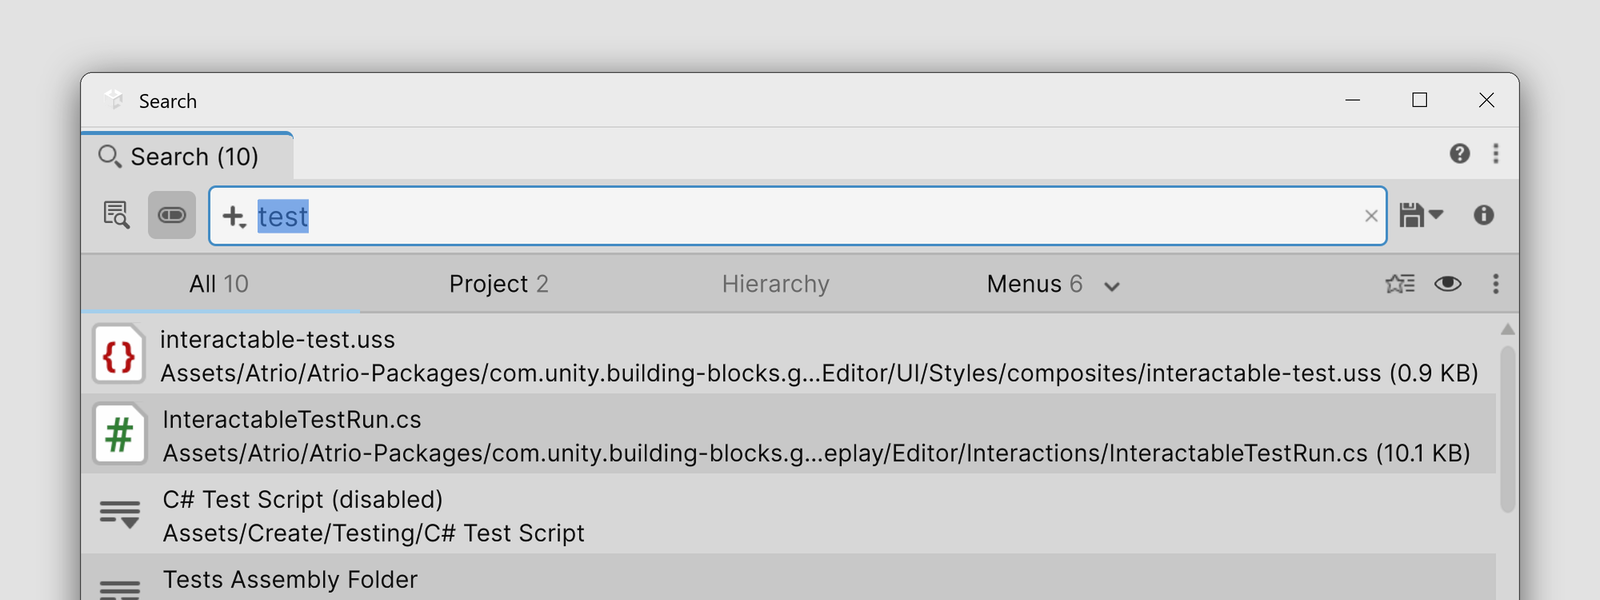 Search
Search (10)
test
All 10 Project 2 Hierarchy Menus 6
interactable-test.uss
Assets/Atrio/Atrio-Packages/com.unity.building-blocks.g...Editor/UI/Styles/composites/interactable-test.uss (0.9 KB)
InteractableTestRun.cs
Assets/Atrio/Atrio-Packages/com.unity.building-blocks.g...eplay/Editor/Interactions/InteractableTestRun.cs (10.1 KB)
C# Test Script (disabled)
Assets/Create/Testing/C# Test Script
Tests Assembly Folder